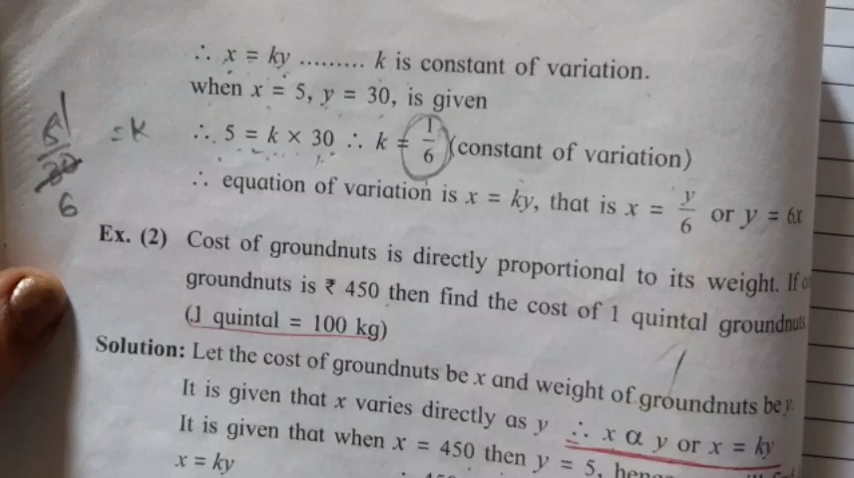 ∴ x = ky ......... k is constant of variation.
when x = 5, y = 30, is given
∴ 5 = k × 30 ∴ k = 1/6 (constant of variation)
5/30 1 6 = k
∴ equation of variation is x = ky, that is x = y/6 or y = 6x
Ex. (2) Cost of groundnuts is directly proportional to its weight. If
groundnuts is ₹ 450 then find the cost of 1 quintal groundnuts
(1 quintal = 100 kg)
Solution: Let the cost of groundnuts be x and weight of groundnuts be y.
It is given that x varies directly as y ∴ x α y or x = ky
It is given that when x = 450 then y = 5,
x = ky